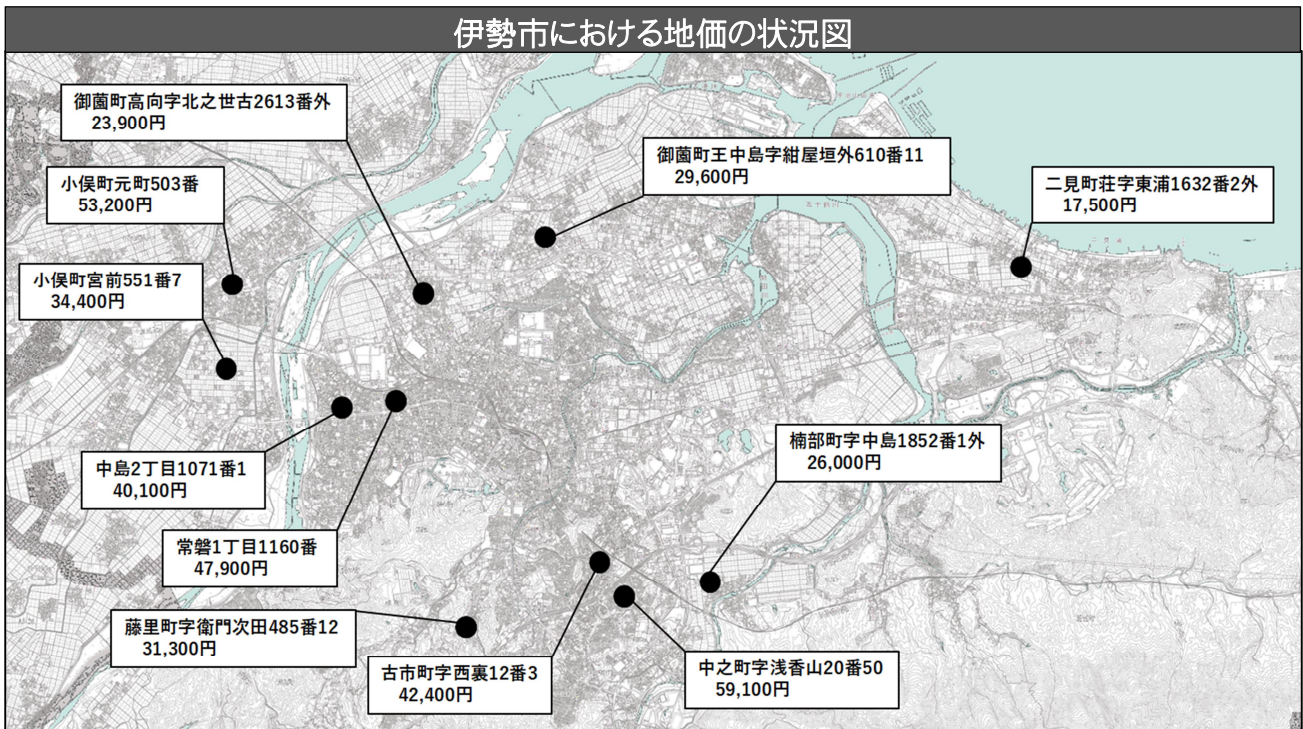 伊勢市における地価の状況図
御薗町高向字北之世古2613番外
23,900円
御薗町王中島字紺屋垣外610番11
29,600円
小俣町元町503番
53,200円
二見町荘字東浦1632番2外
17,500円
小俣町宮前551番7
34,400円
中島2丁目1071番1
40,100円
楠部町字中島1852番1外
26,000円
常磐1丁目1160番
47,900円
藤里町字衛門次田485番12
31,300円
古市町字西裏12番3
42,400円
中之町字浅香山20番50
59,100円